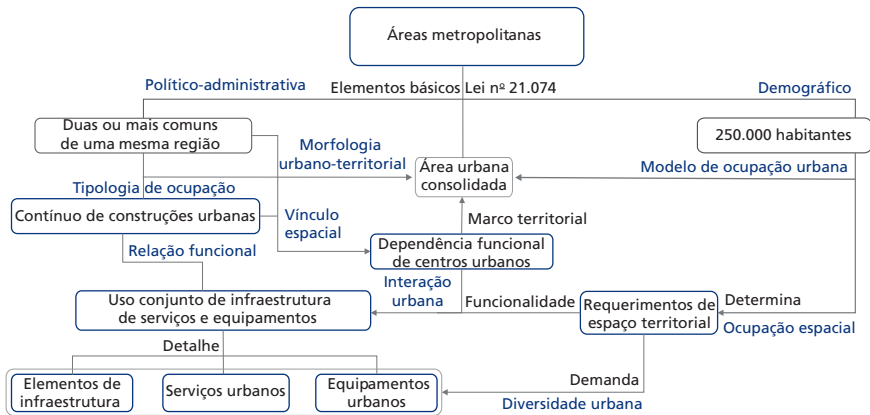 Áreas metropolitanas
Político-administrativa
Elementos básicos Lei nº 21.074
Demográfico
Duas ou mais comuns
de uma mesma região
250.000 habitantes
Morfologia
urbano-territorial
Área urbana
consolidada
Modelo de ocupação urbana
Tipologia de ocupação
Contínuo de construções urbanas
Vínculo
espacial
Marco territorial
Relação funcional
Dependência funcional
de centros urbanos
Interação
urbana
Uso conjunto de infraestrutura
de serviços e equipamentos
Funcionalidade
Requerimentos de
espaço territorial
Determina
Ocupação espacial
Detalhe
Elementos de
infraestrutura
Serviços urbanos
Equipamentos
urbanos
Demanda
Diversidade urbana